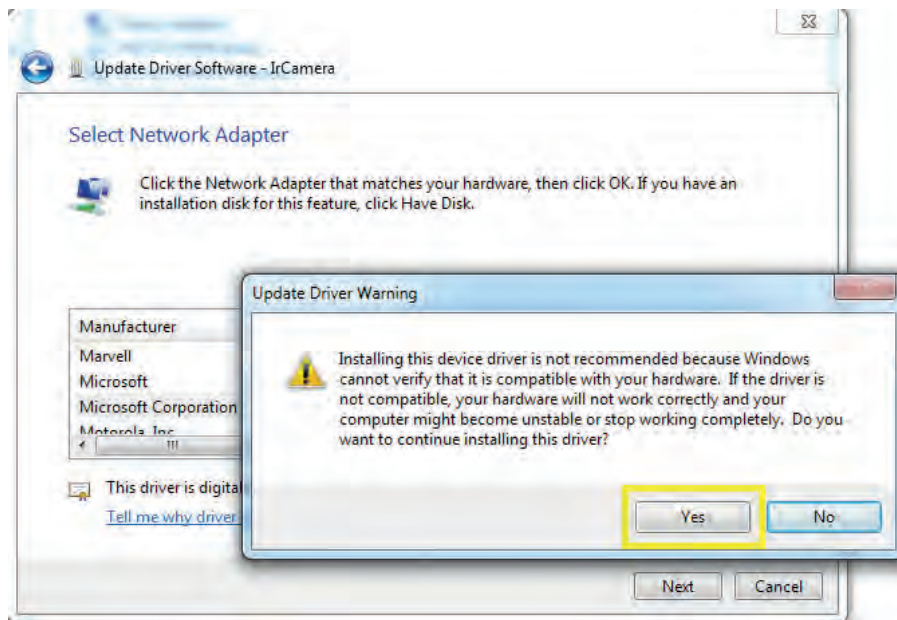 Update Driver Software - IrCamera
Select Network Adapter
Click the Network Adapter that matches your hardware, then click OK. If you have an
installation disk for this feature, click Have Disk.
Update Driver Warning
Manufacturer
Marvell
Microsoft
Microsoft Corporation
Motorola, Inc.
Installing this device driver is not recommended because Windows
cannot verify that it is compatible with your hardware.  If the driver is
not compatible, your hardware will not work correctly and your
computer might become unstable or stop working completely.  Do you
want to continue installing this driver?
This driver is digital
Tell me why driver
Yes
No
Next
Cancel